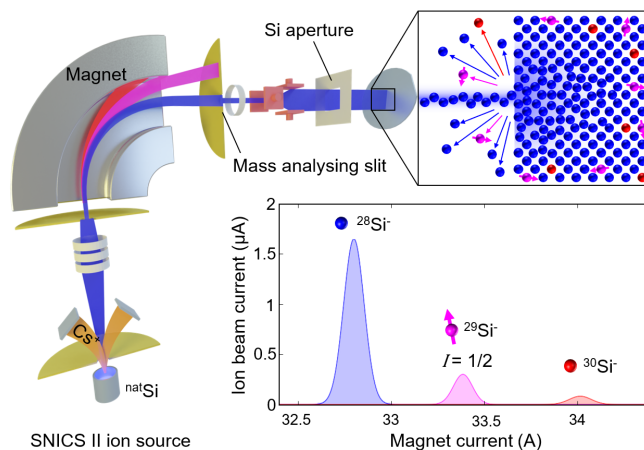 Si aperture
Magnet
Mass analysing slit
Cs⁺
ⁿᵃᵗSi
SNICS II ion source
Ion beam current (µA)
2
1.5
1
0.5
0
²⁸Si⁻
²⁹Si⁻
I = 1/2
³⁰Si⁻
32.5
33
33.5
34
Magnet current (A)